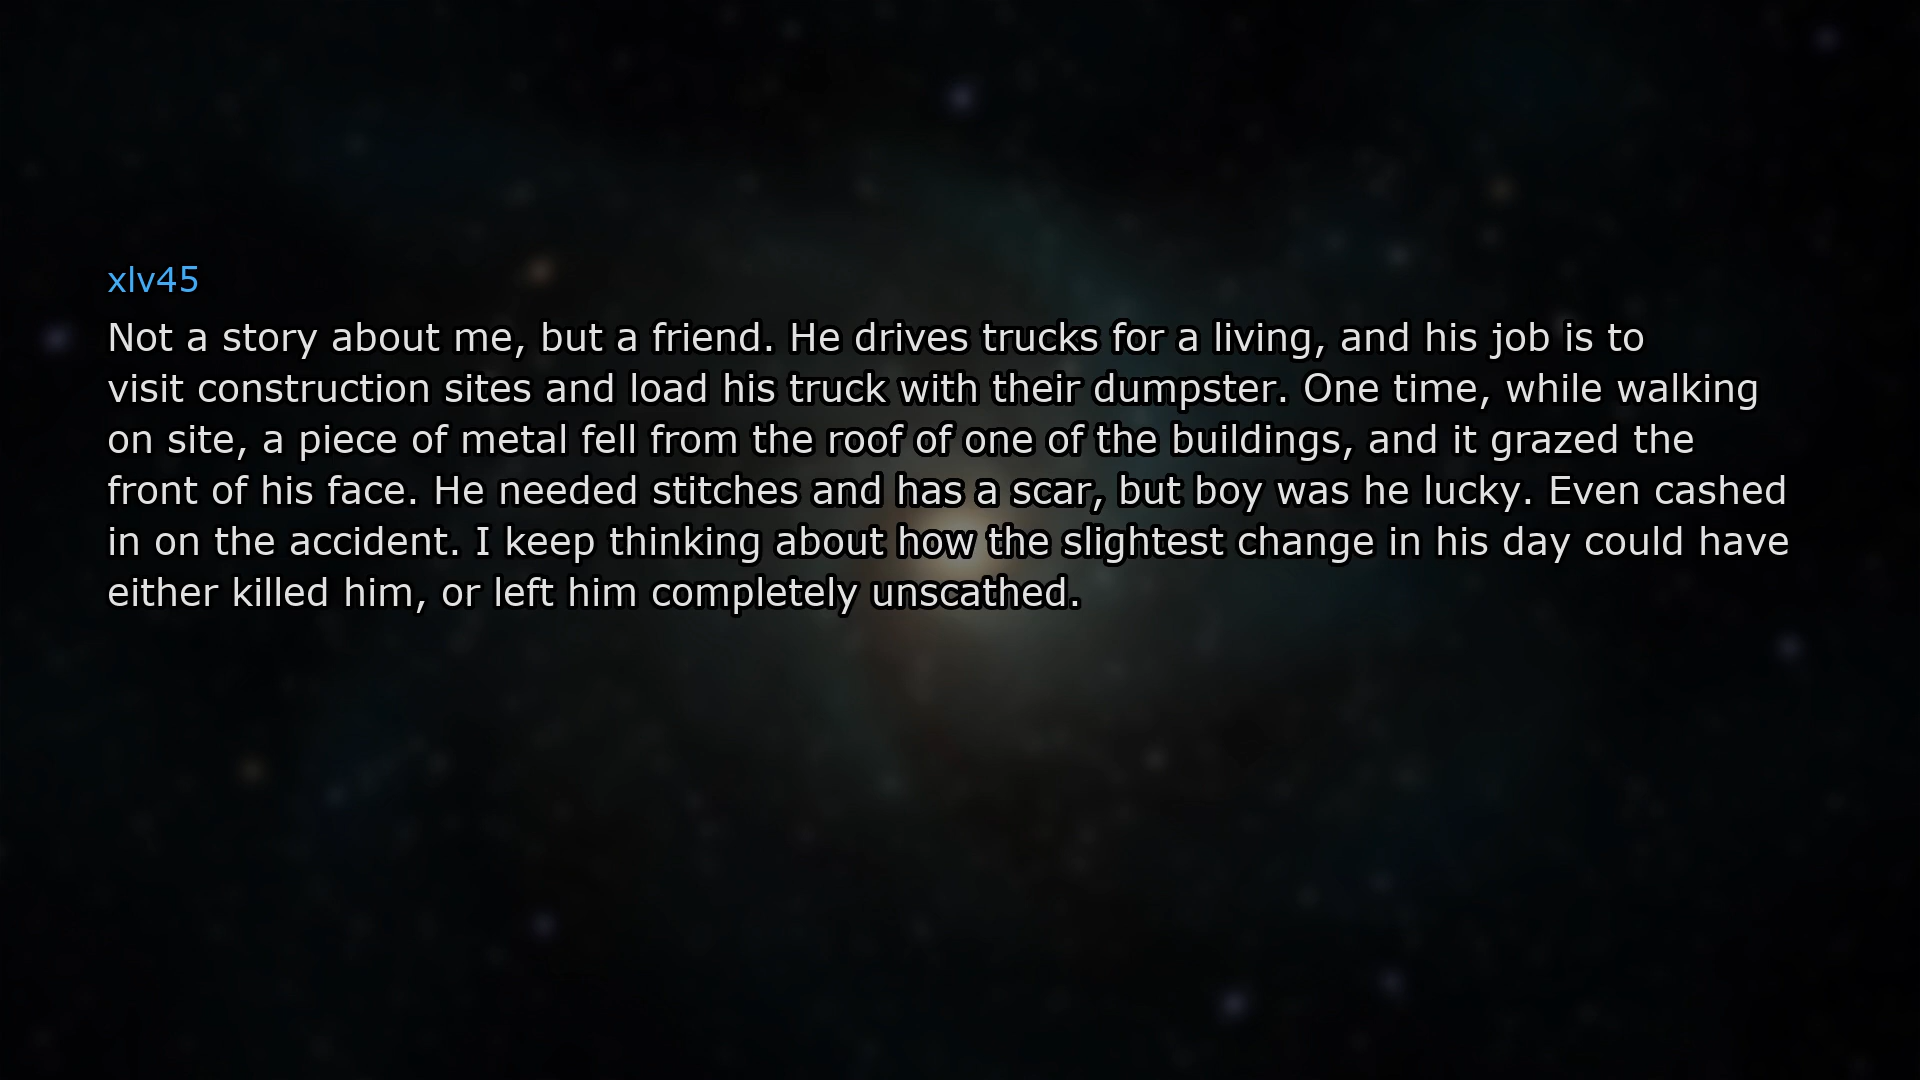 xlv45
Not a story about me, but a friend. He drives trucks for a living, and his job is to
visit construction sites and load his truck with their dumpster. One time, while walking
on site, a piece of metal fell from the roof of one of the buildings, and it grazed the
front of his face. He needed stitches and has a scar, but boy was he lucky. Even cashed
in on the accident. I keep thinking about how the slightest change in his day could have
either killed him, or left him completely unscathed.